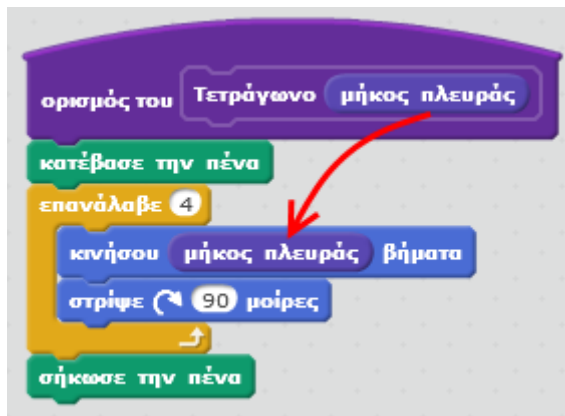 ορισμός του Τετράγωνο μήκος πλευράς
κατέβασε την πένα
επανάλαβε 4
κινήσου μήκος πλευράς βήματα
στρίψε 90 μοίρες
σήκωσε την πένα